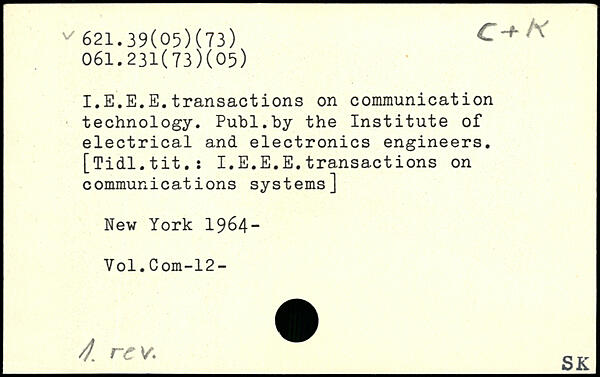 C+K
✓ 621.39(05)(73)
061.231(73)(05)
I.E.E.E.transactions on communication
technology. Publ.by the Institute of
electrical and electronics engineers.
[Tidl.tit.: I.E.E.E.transactions on
communications systems]
New York 1964-
Vol.Com-12-
1. rev.
SK